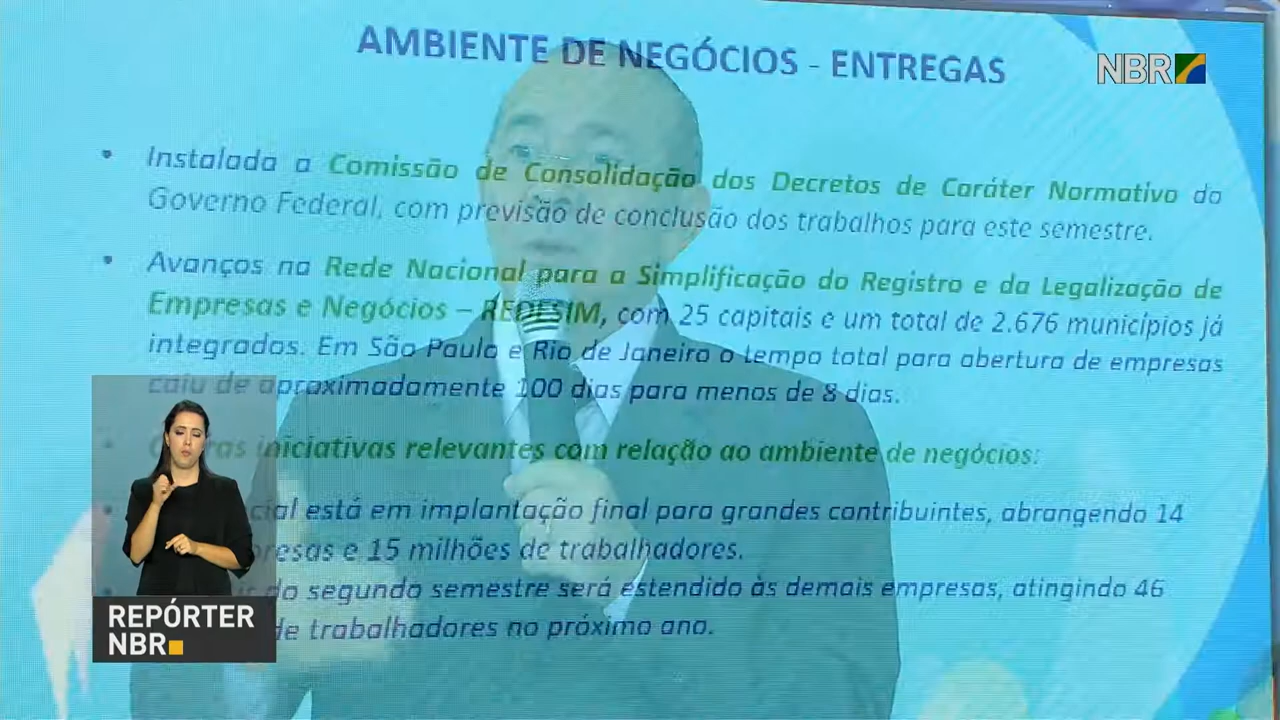 AMBIENTE DE NEGÓCIOS - ENTREGAS
NBR
• Instalada a Comissão de Consolidação dos Decretos de Caráter Normativo do
Governo Federal, com previsão de conclusão dos trabalhos para este semestre.
• Avanços na Rede Nacional para a Simplificação do Registro e da Legalização de
Empresas e Negócios – REDESIM, com 25 capitais e um total de 2.676 municípios já
integrados. Em São Paulo e Rio de Janeiro o tempo total para abertura de empresas
caiu de aproximadamente 100 dias para menos de 8 dias.
iniciativas relevantes com relação ao ambiente de negócios:
está em implantação final para grandes contribuintes, abrangendo 14
e 15 milhões de trabalhadores.
do segundo semestre será estendido às demais empresas, atingindo 46
de trabalhadores no próximo ano.
REPÓRTER
NBR